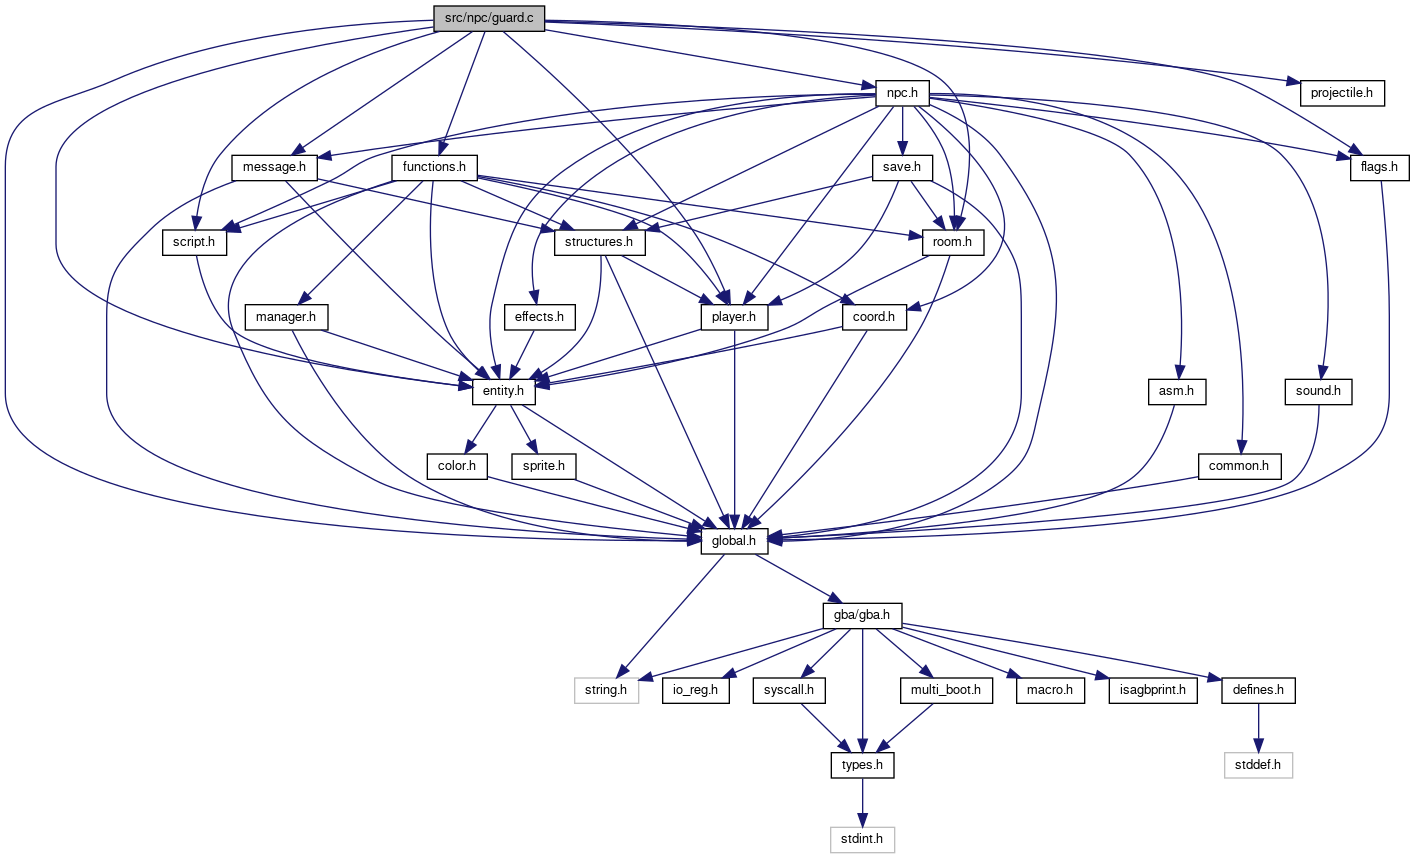 src/npc/guard.c
npc.h
projectile.h
message.h
functions.h
save.h
flags.h
script.h
structures.h
room.h
manager.h
effects.h
player.h
coord.h
entity.h
asm.h
sound.h
color.h
sprite.h
common.h
global.h
gba/gba.h
string.h
io_reg.h
syscall.h
multi_boot.h
macro.h
isagbprint.h
defines.h
types.h
stddef.h
stdint.h